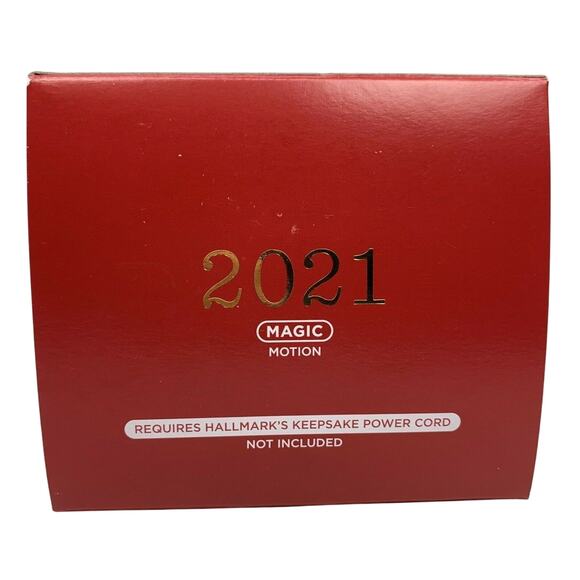 2021
MAGIC
MOTION
REQUIRES HALLMARK'S KEEPSAKE POWER CORD
NOT INCLUDED